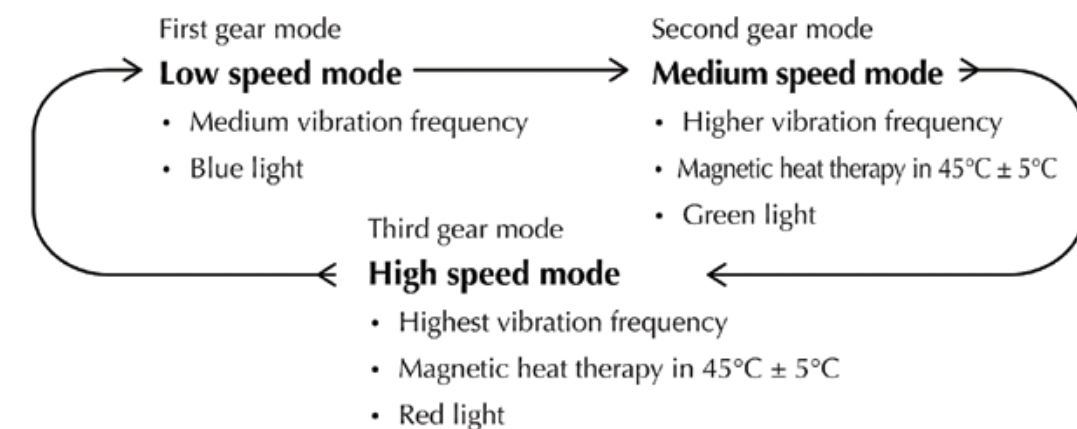 First gear mode
Low speed mode
• Medium vibration frequency
• Blue light
Second gear mode
Medium speed mode
• Higher vibration frequency
• Magnetic heat therapy in 45°C ± 5°C
• Green light
Third gear mode
High speed mode
• Highest vibration frequency
• Magnetic heat therapy in 45°C ± 5°C
• Red light